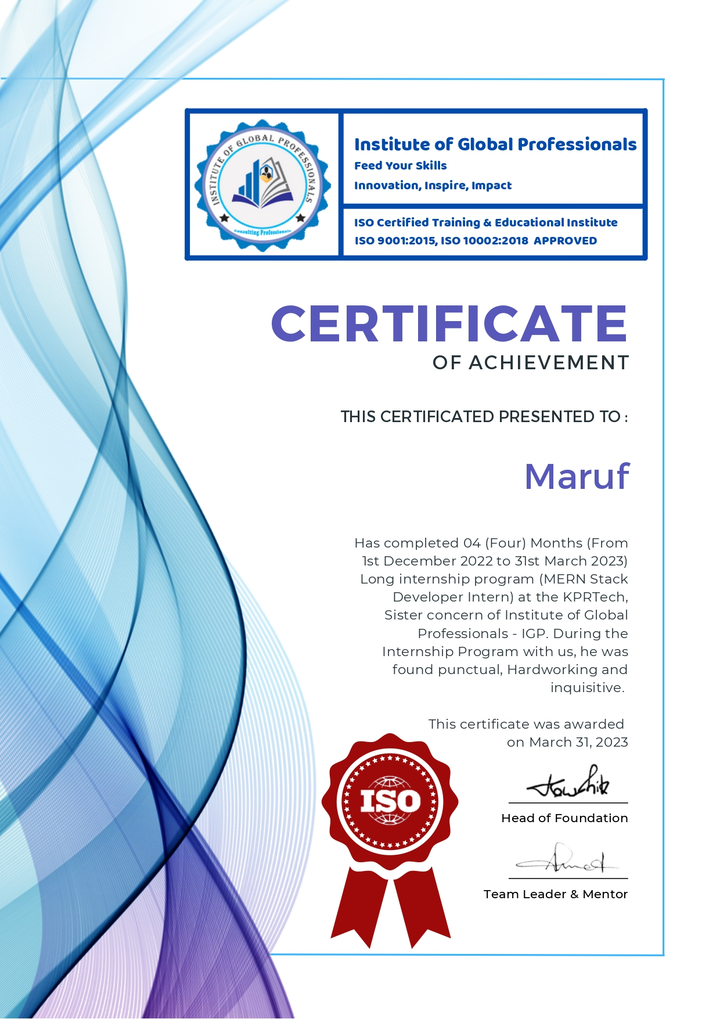 INSTITUTE OF GLOBAL PROFESSIONALS
Consulting Professionals
Institute of Global Professionals
Feed Your Skills
Innovation, Inspire, Impact
ISO Certified Training & Educational Institute
ISO 9001:2015, ISO 10002:2018 APPROVED
CERTIFICATE
OF ACHIEVEMENT
THIS CERTIFICATED PRESENTED TO :
Maruf
Has completed 04 (Four) Months (From
1st December 2022 to 31st March 2023)
Long internship program (MERN Stack
Developer Intern) at the KPRTech,
Sister concern of Institute of Global
Professionals - IGP. During the
Internship Program with us, he was
found punctual, Hardworking and
inquisitive.
This certificate was awarded
on March 31, 2023
ISO
Head of Foundation
Team Leader & Mentor